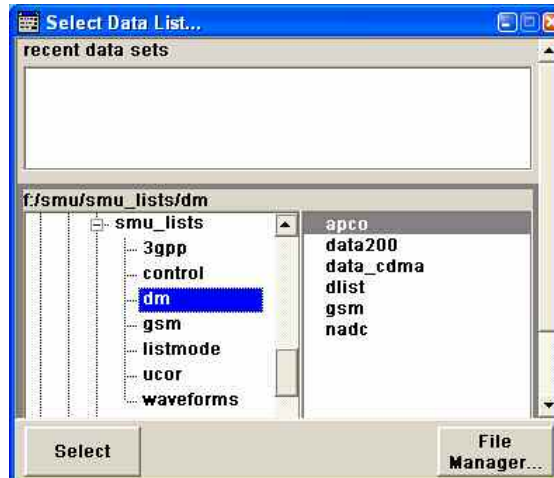 Select Data List...
recent data sets
f:/smu/smu_lists/dm
smu_lists
3gpp
control
dm
gsm
listmode
ucor
waveforms
apco
data200
data_cdma
dlist
gsm
nadc
Select
File
Manager...